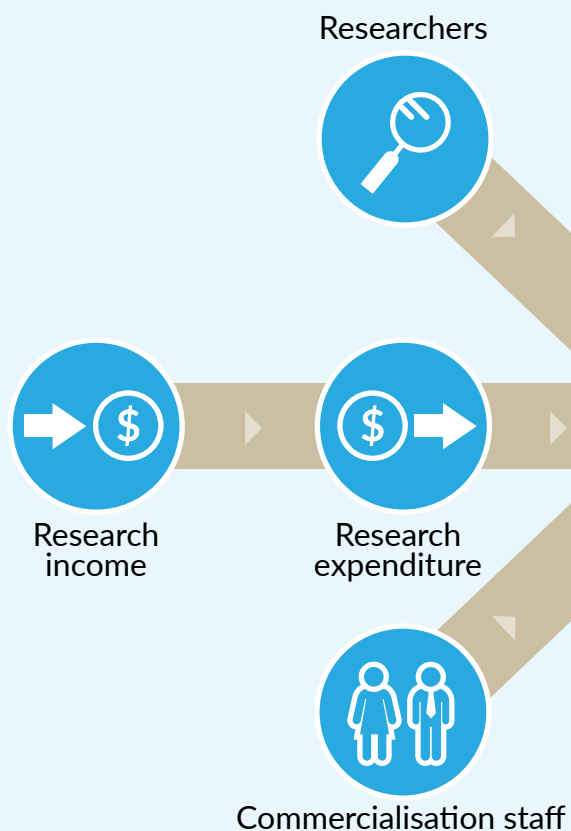 Researchers
$
$
Research
income
Research
expenditure
Commercialisation staff